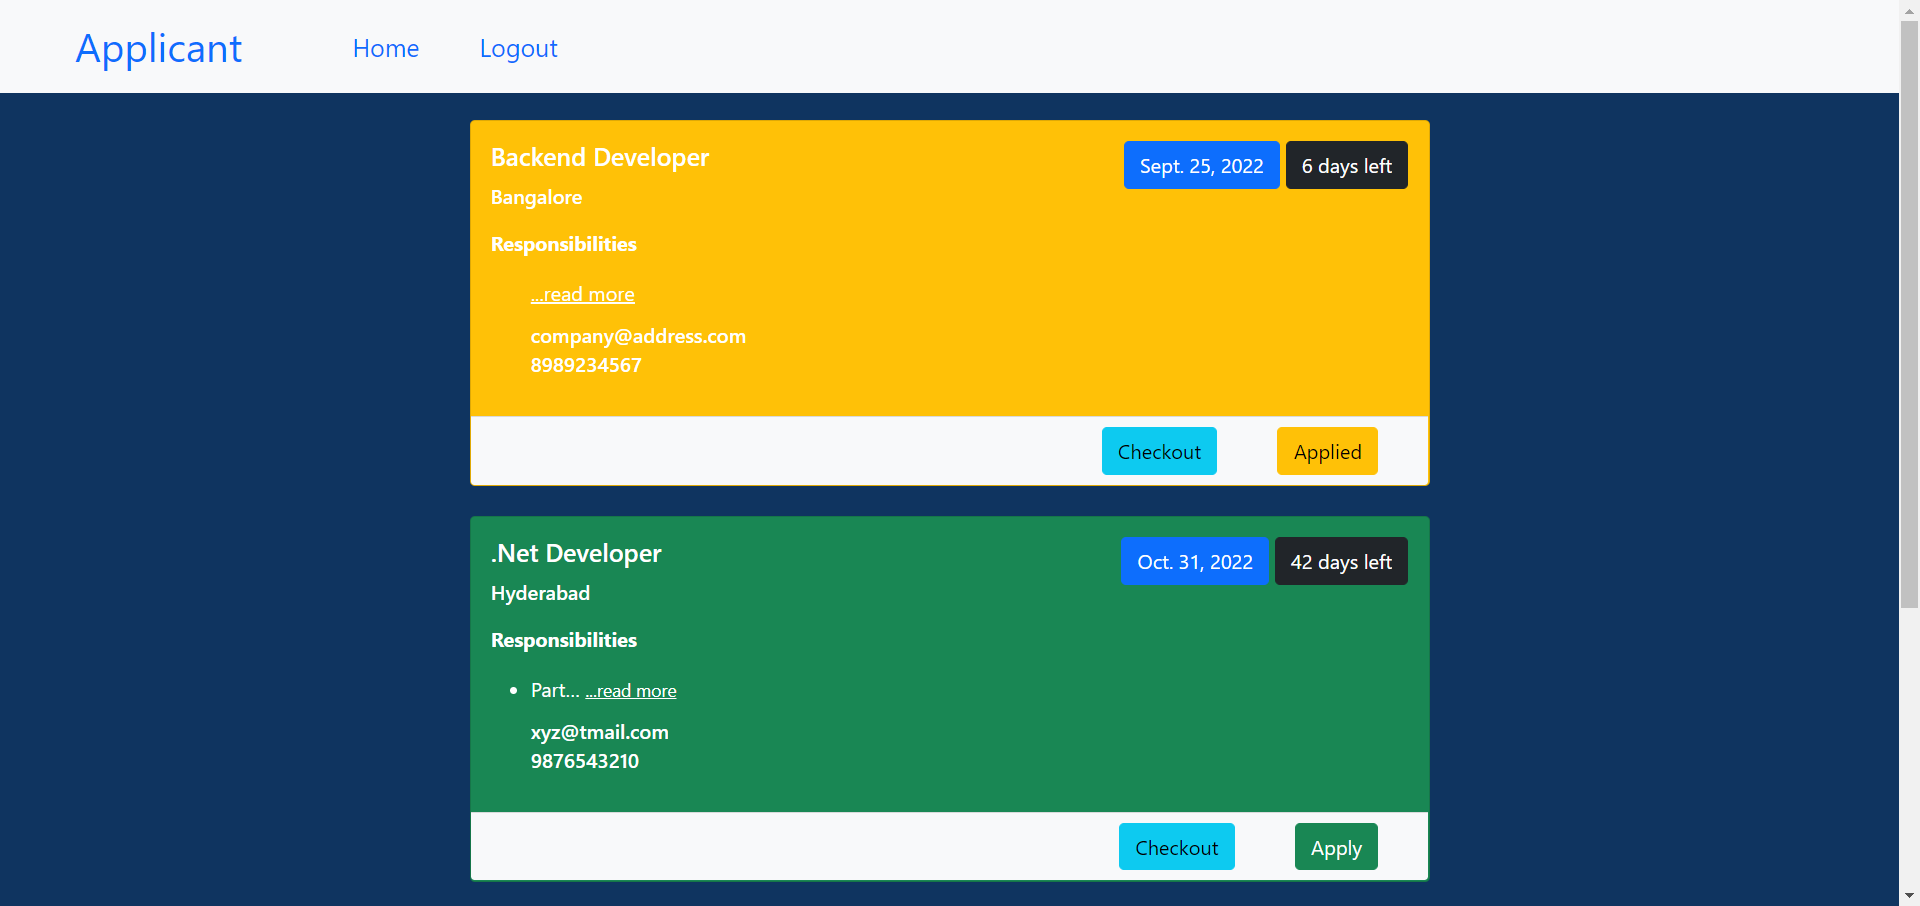 Applicant Home Logout
Backend Developer Sept. 25, 2022 6 days left
Bangalore
Responsibilities
...read more
company@address.com
8989234567
Checkout Applied
.Net Developer Oct. 31, 2022 42 days left
Hyderabad
Responsibilities
• Part... ...read more
xyz@tmail.com
9876543210
Checkout Apply